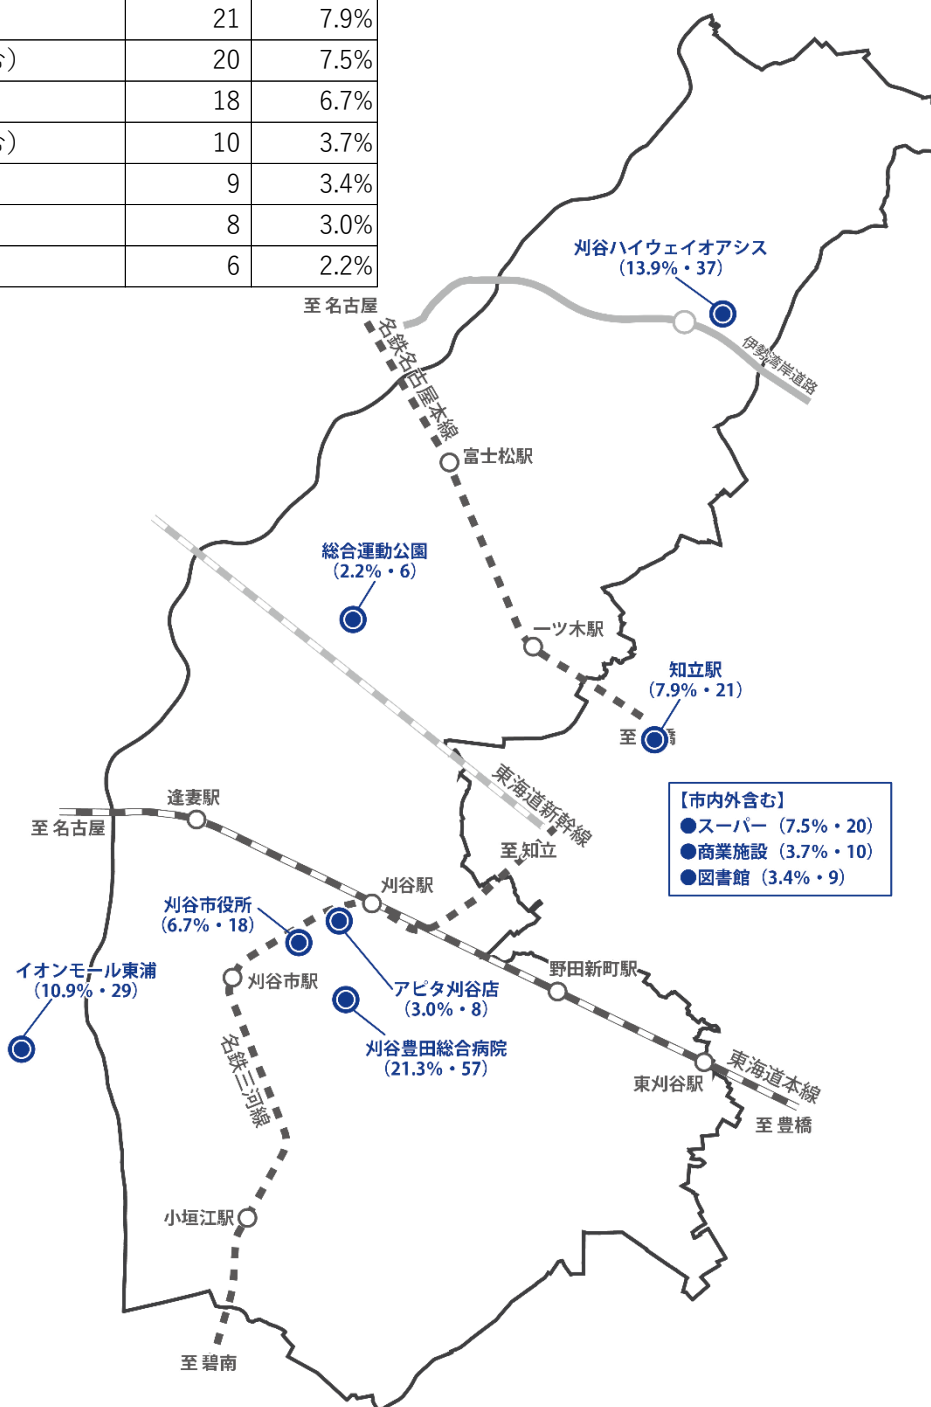 21 7.9%
む） 20 7.5%
18 6.7%
む） 10 3.7%
9 3.4%
8 3.0%
6 2.2%
刈谷ハイウェイオアシス
（13.9%・37）
至 名古屋
名鉄名古屋本線
伊勢湾岸道路
富士松駅
総合運動公園
（2.2%・6）
一ツ木駅
知立駅
（7.9%・21）
至 橋
東海道新幹線
【市内外含む】
●スーパー（7.5%・20）
●商業施設（3.7%・10）
●図書館（3.4%・9）
逢妻駅
至 名古屋
至 知立
刈谷駅
刈谷市役所
（6.7%・18）
イオンモール東浦
（10.9%・29）
刈谷市駅
アピタ刈谷店
（3.0%・8）
野田新町駅
刈谷豊田総合病院
（21.3%・57）
名鉄三河線
東刈谷駅
東海道本線
至 豊橋
小垣江駅
至 碧南